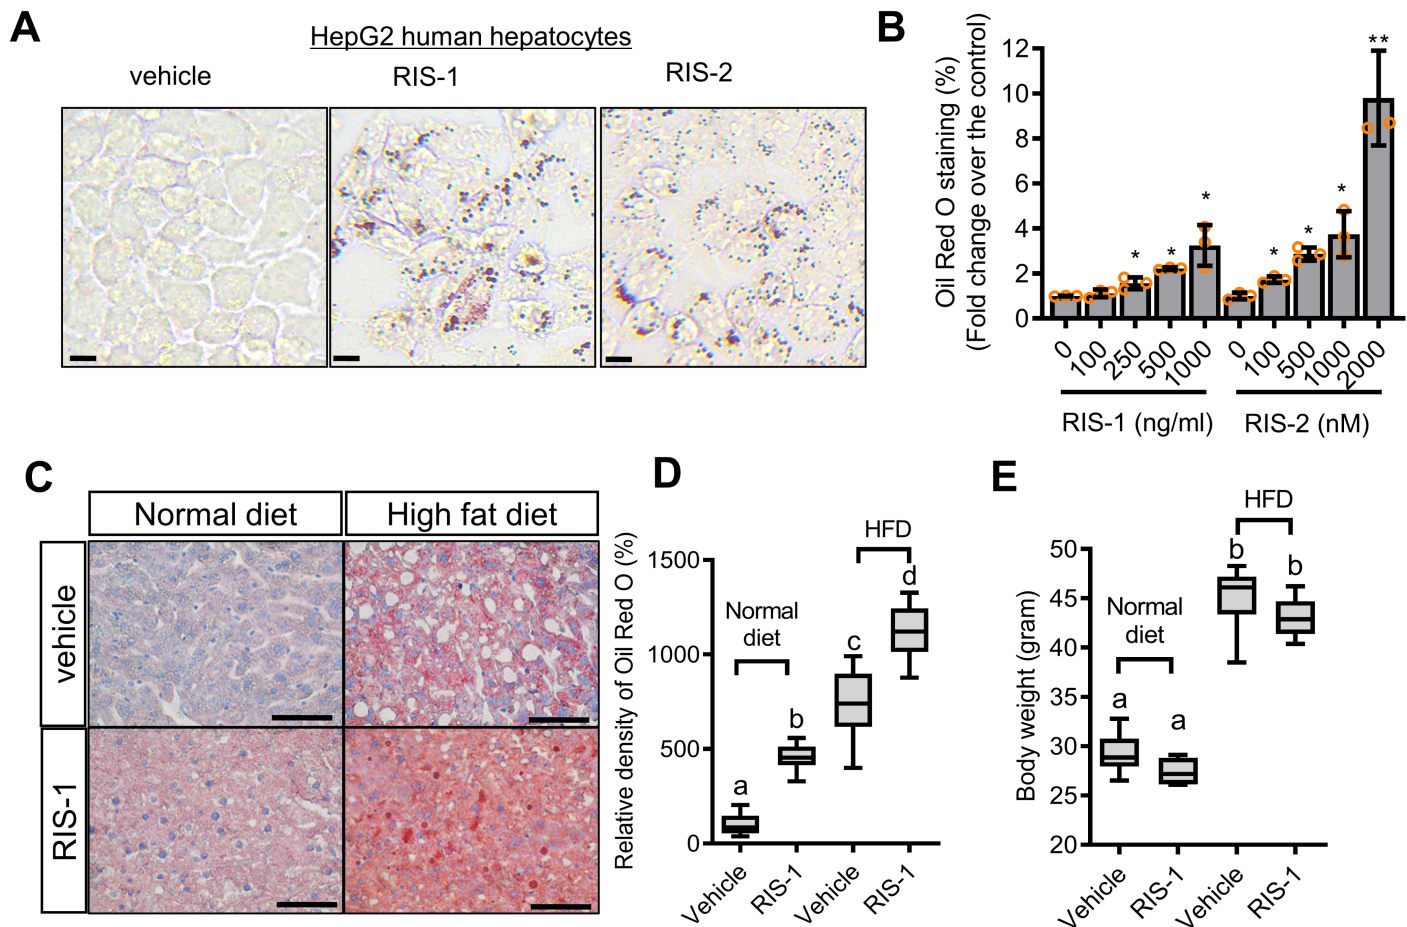 A
HepG2 human hepatocytes
vehicle
RIS-1
RIS-2
B
Oil Red O staining (%)
(Fold change over the control)
12
10
8
6
4
2
0
*
*
*
*
*
*
**
0
100
250
500
1000
0
100
500
1000
2000
RIS-1 (ng/ml)
RIS-2 (nM)
C
Normal diet
High fat diet
vehicle
RIS-1
D
Relative density of Oil Red O (%)
1500
1000
500
0
Normal
diet
HFD
a
b
c
d
Vehicle
RIS-1
Vehicle
RIS-1
E
Body weight (gram)
50
45
40
35
30
25
20
Normal
diet
HFD
a
a
b
b
Vehicle
RIS-1
Vehicle
RIS-1